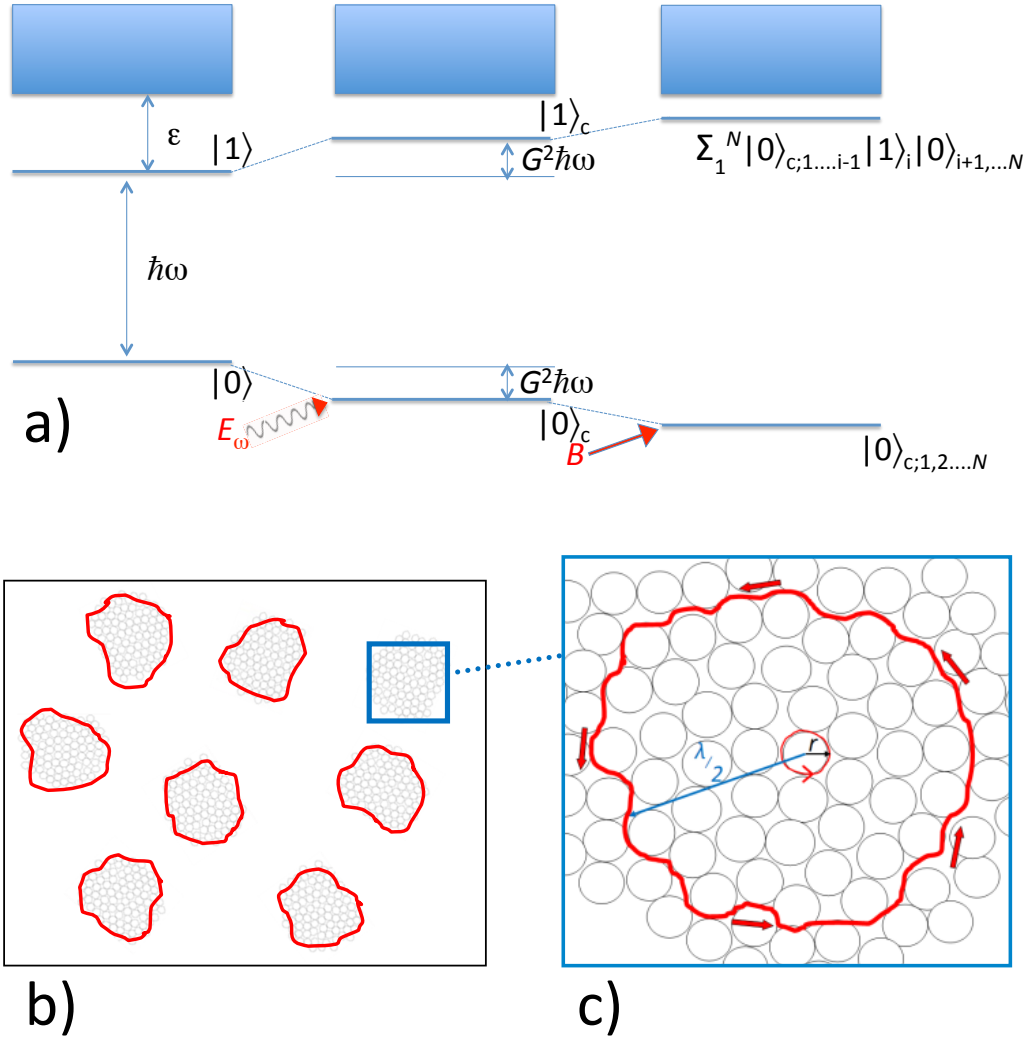 ε
|1⟩
|1⟩c
G²ℏω
Σ₁ᴺ|0⟩c;1....i-1|1⟩i|0⟩i+1,...N
ℏω
G²ℏω
|0⟩
|0⟩c
|0⟩c;1,2....N
Eω
B
a)
λ/2
r
b)
c)